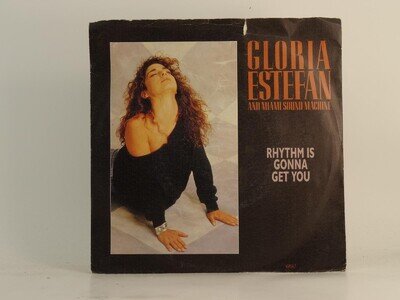 GLORIA
ESTEFAN
AND MIAMI SOUND MACHINE
RHYTHM IS
GONNA
GET YOU